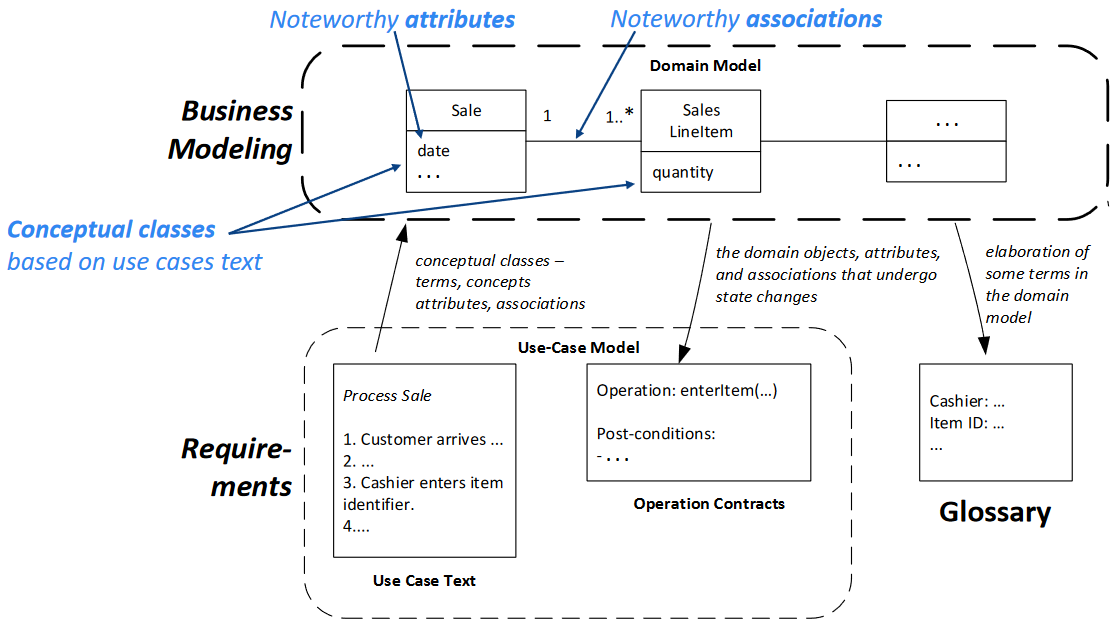 Noteworthy attributes
Noteworthy associations
Domain Model
Business
Modeling
Sale
date
...
1
1..*
Sales
LineItem
quantity
...
...
Conceptual classes
based on use cases text
conceptual classes –
terms, concepts
attributes, associations
the domain objects, attributes,
and associations that undergo
state changes
elaboration of
some terms in
the domain
model
Require-
ments
Use-Case Model
Process Sale
1. Customer arrives ...
2. ...
3. Cashier enters item
identifier.
4....
Use Case Text
Operation: enterItem(...)
Post-conditions:
- ...
Operation Contracts
Cashier: ...
Item ID: ...
...
Glossary